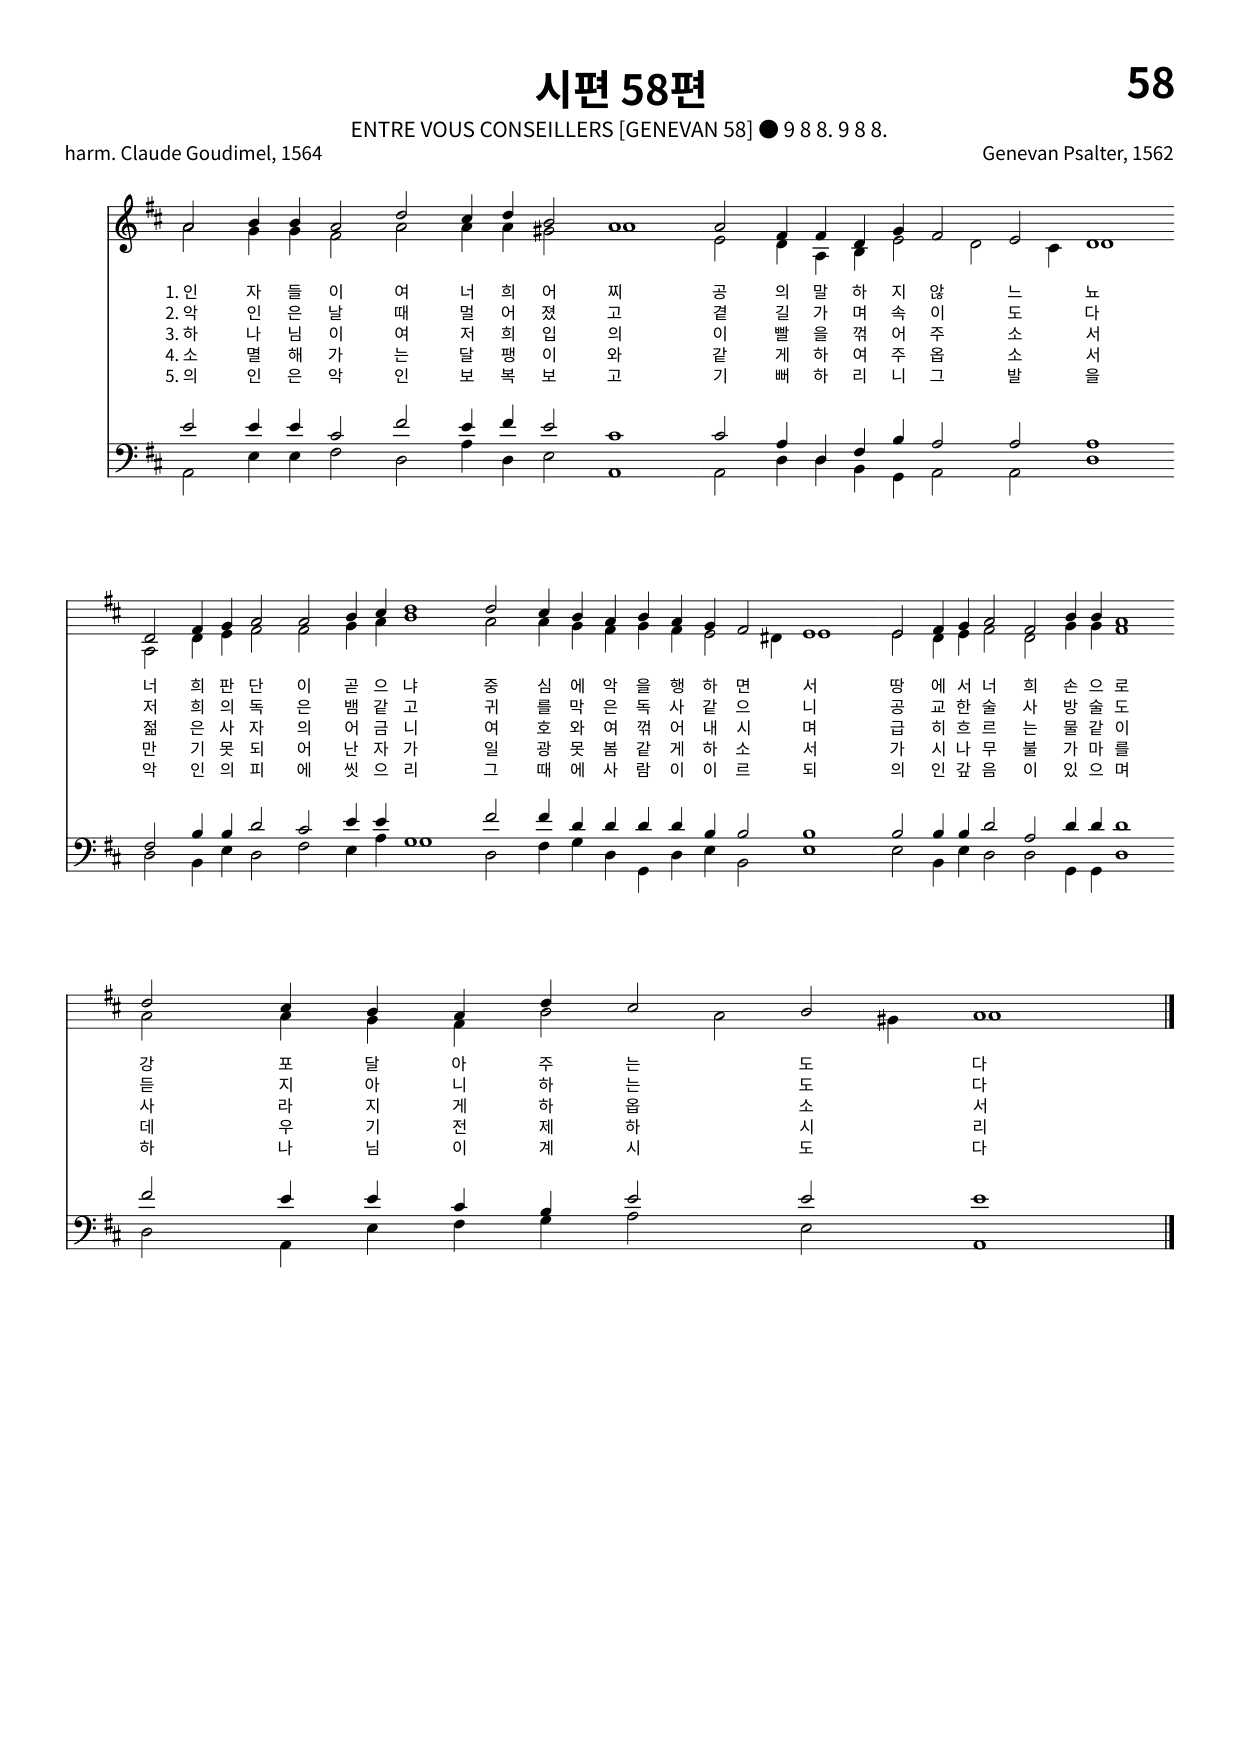 시편 58편
58
ENTRE VOUS CONSEILLERS [GENEVAN 58] ● 9 8 8. 9 8 8.
harm. Claude Goudimel, 1564
Genevan Psalter, 1562
1. 인 자 들 이 여 너 희 어 찌 공 의 말 하 지 않 느 뇨
2. 악 인 은 날 때 멀 어 졌 고 곁 길 가 며 속 이 도 다
3. 하 나 님 이 여 저 희 입 의 이 빨 을 꺾 어 주 소 서
4. 소 멸 해 가 는 달 팽 이 와 같 게 하 여 주 옵 소 서
5. 의 인 은 악 인 보 복 보 고 기 뻐 하 리 니 그 발 을
너 희 판 단 이 곧 으 냐 중 심 에 악 을 행 하 면 서 땅 에 서 너 희 손 으 로
저 희 의 독 은 뱀 같 고 귀 를 막 은 독 사 같 으 니 공 교 한 술 사 방 술 도
젊 은 사 자 의 어 금 니 여 호 와 여 꺾 어 내 시 며 급 히 흐 르 는 물 같 이
만 기 못 되 어 난 자 가 일 광 못 봄 같 게 하 소 서 가 시 나 무 불 가 마 를
악 인 의 피 에 씻 으 리 그 때 에 사 람 이 이 르 되 의 인 갚 음 이 있 으 며
강 포 달 아 주 는 도 다
듣 지 아 니 하 는 도 다
사 라 지 게 하 옵 소 서
데 우 기 전 제 하 시 리
하 나 님 이 계 시 도 다